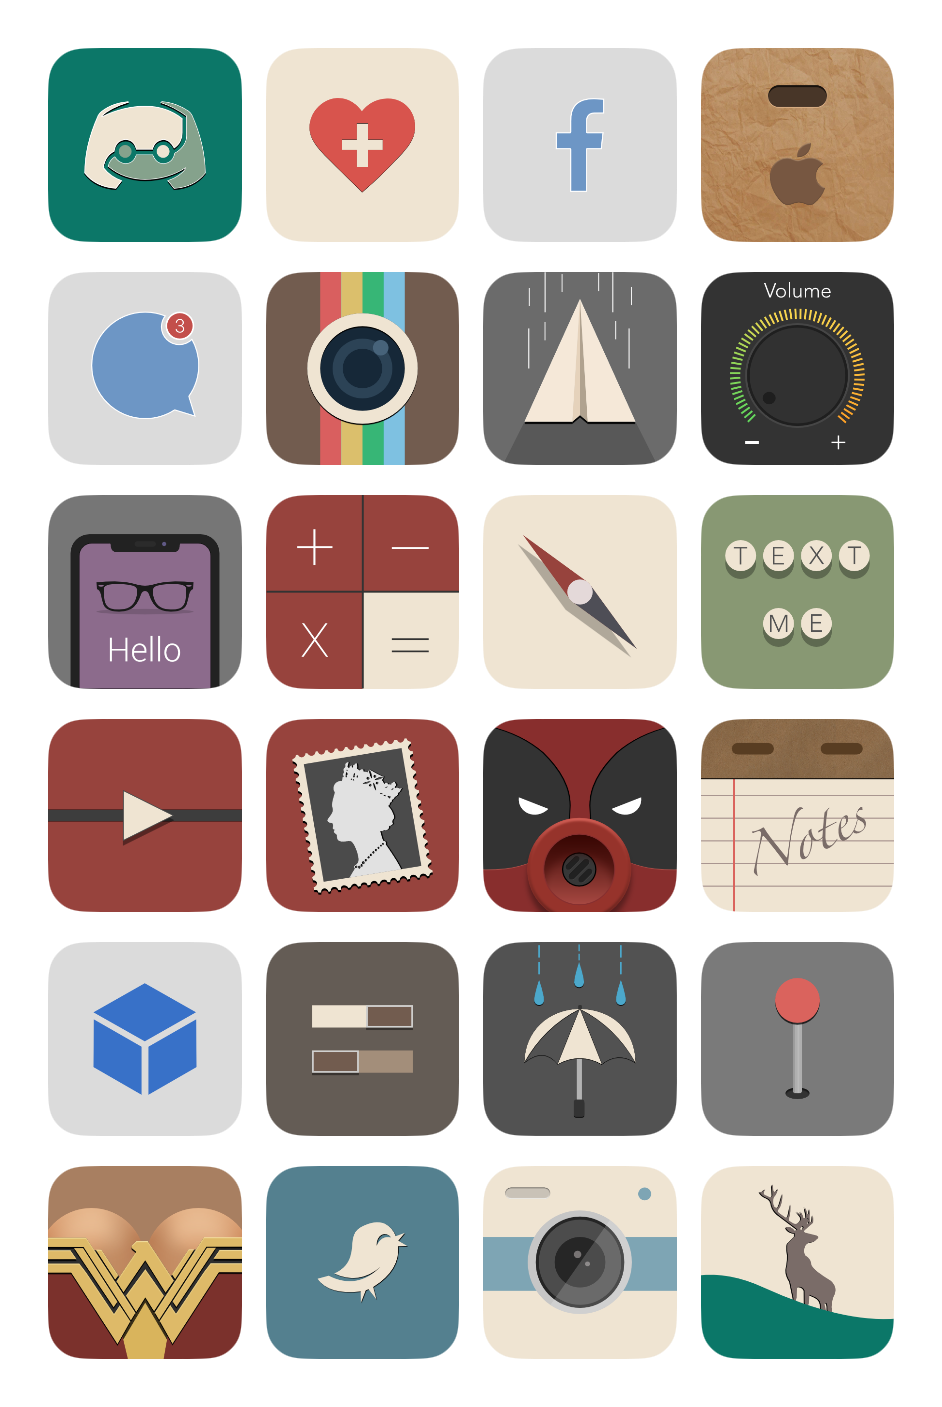 f
3
Volume
− +
Hello
+ −
X =
TEXT
ME
Notes